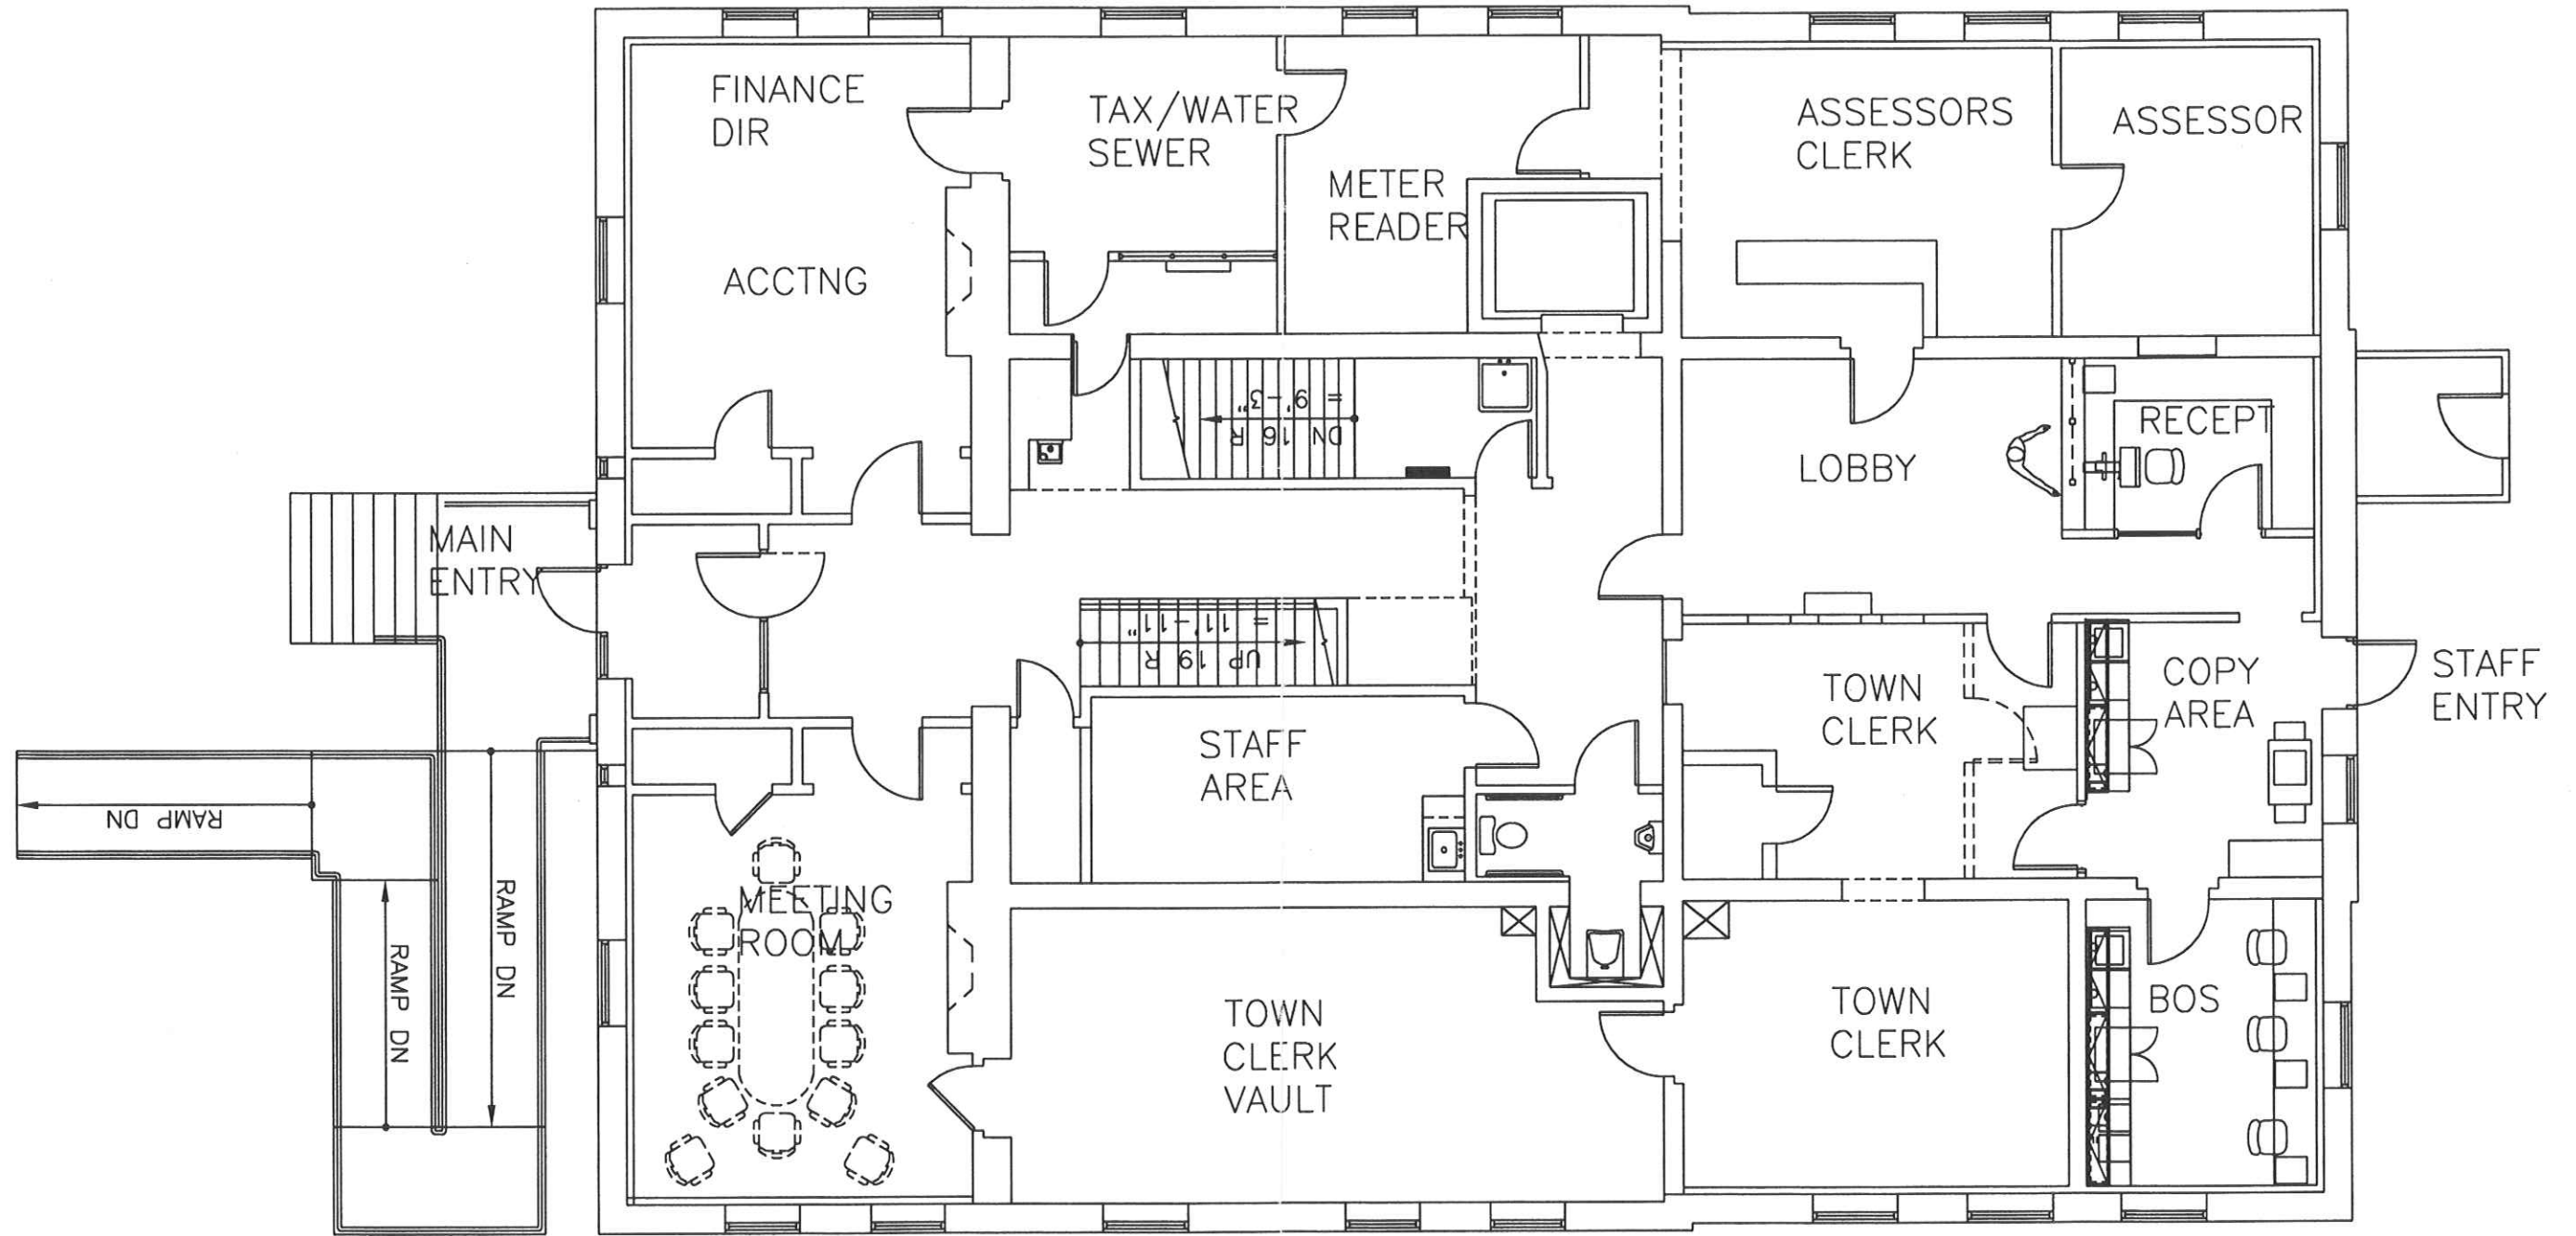 FINANCE
DIR
TAX/WATER
SEWER
ASSESSORS
CLERK
ASSESSOR
METER
READER
ACCTNG
DN 16 R
= 9'-3"
RECEPT
LOBBY
MAIN
ENTRY
UP 19 R
= 11'-11"
TOWN
CLERK
COPY
AREA
STAFF
ENTRY
STAFF
AREA
RAMP DN
RAMP DN
RAMP DN
MEETING
ROOM
TOWN
CLERK
VAULT
TOWN
CLERK
BOS